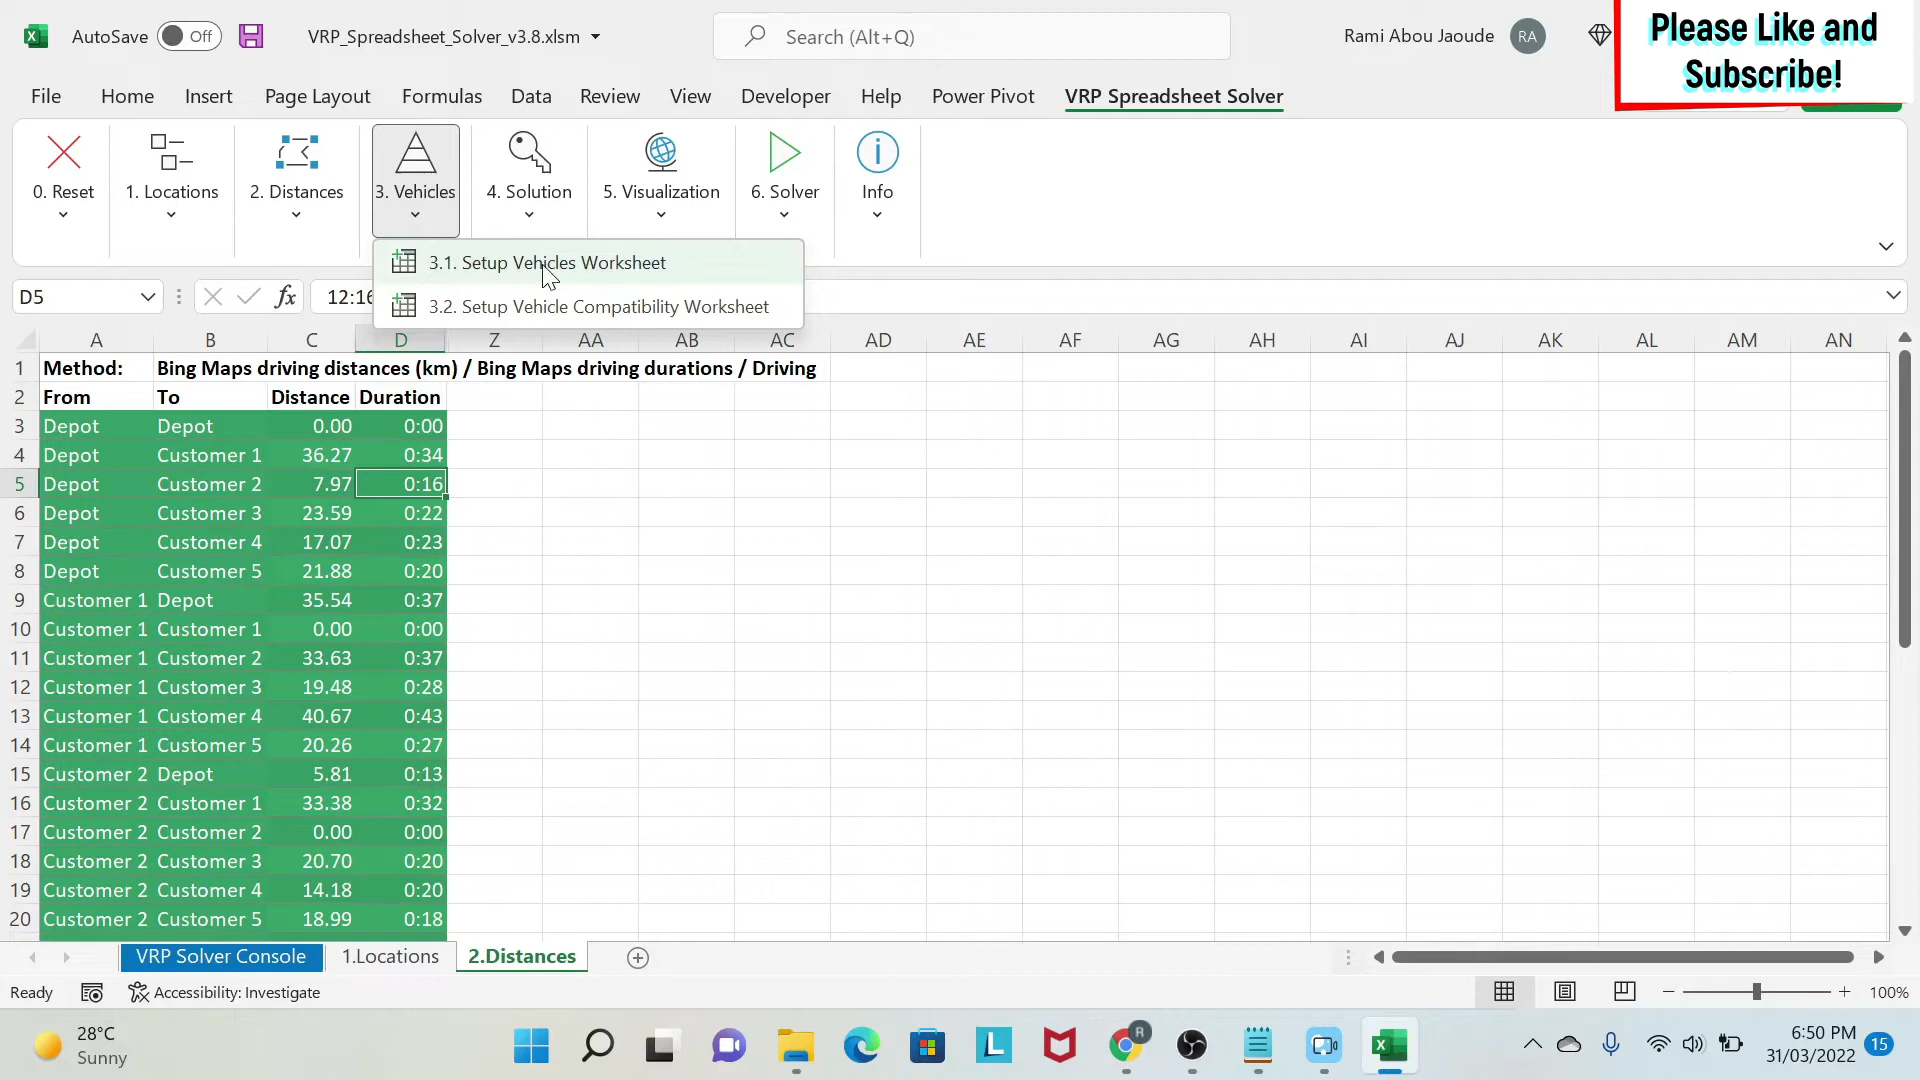 AutoSave Off VRP_Spreadsheet_Solver_v3.8.xlsm Search (Alt+Q) Rami Abou Jaoude RA
Please Like and
Subscribe!
File Home Insert Page Layout Formulas Data Review View Developer Help Power Pivot VRP Spreadsheet Solver
0. Reset 1. Locations 2. Distances 3. Vehicles 4. Solution 5. Visualization 6. Solver Info
3.1. Setup Vehicles Worksheet
3.2. Setup Vehicle Compatibility Worksheet
D5 fx 12:16
A B C D Z AA AB AC AD AE AF AG AH AI AJ AK AL AM AN
1 Method: Bing Maps driving distances (km) / Bing Maps driving durations / Driving
2 From To Distance Duration
3 Depot Depot 0.00 0:00
4 Depot Customer 1 36.27 0:34
5 Depot Customer 2 7.97 0:16
6 Depot Customer 3 23.59 0:22
7 Depot Customer 4 17.07 0:23
8 Depot Customer 5 21.88 0:20
9 Customer 1 Depot 35.54 0:37
10 Customer 1 Customer 1 0.00 0:00
11 Customer 1 Customer 2 33.63 0:37
12 Customer 1 Customer 3 19.48 0:28
13 Customer 1 Customer 4 40.67 0:43
14 Customer 1 Customer 5 20.26 0:27
15 Customer 2 Depot 5.81 0:13
16 Customer 2 Customer 1 33.38 0:32
17 Customer 2 Customer 2 0.00 0:00
18 Customer 2 Customer 3 20.70 0:20
19 Customer 2 Customer 4 14.18 0:20
20 Customer 2 Customer 5 18.99 0:18
VRP Solver Console 1.Locations 2.Distances
Ready Accessibility: Investigate 100%
28°C
Sunny
L
R
6:50 PM
31/03/2022
15